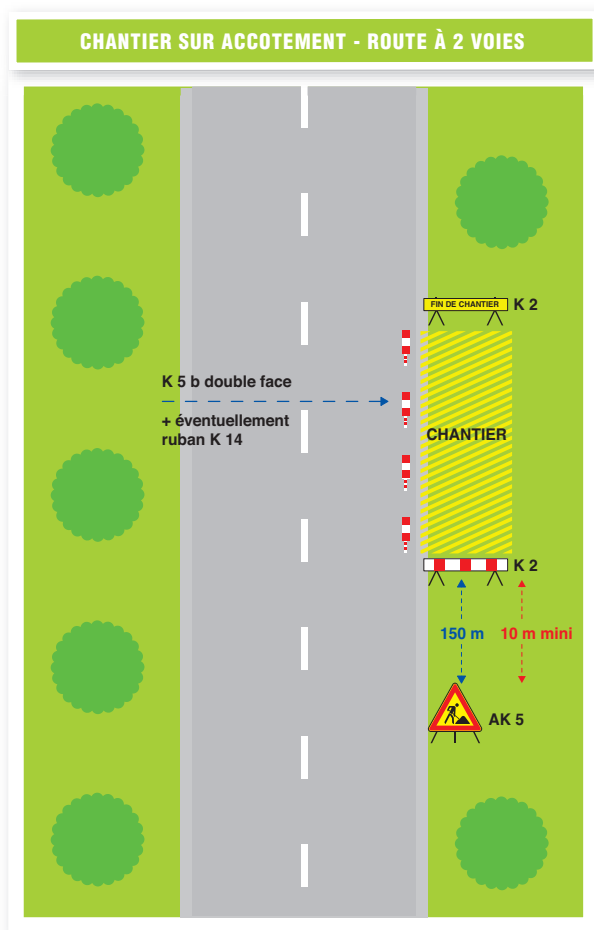 CHANTIER SUR ACCOTEMENT - ROUTE À 2 VOIES
FIN DE CHANTIER
K 2
K 5 b double face
+ éventuellement
ruban K 14
CHANTIER
K 2
150 m
10 m mini
AK 5